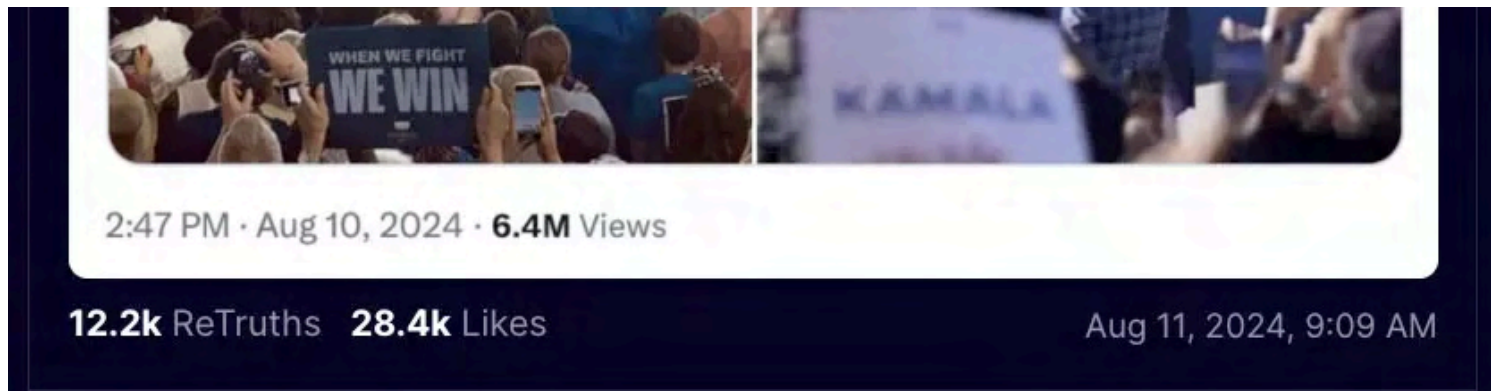 WHEN WE FIGHT
WE WIN
KAMALA
2:47 PM · Aug 10, 2024 · 6.4M Views
12.2k ReTruths 28.4k Likes
Aug 11, 2024, 9:09 AM